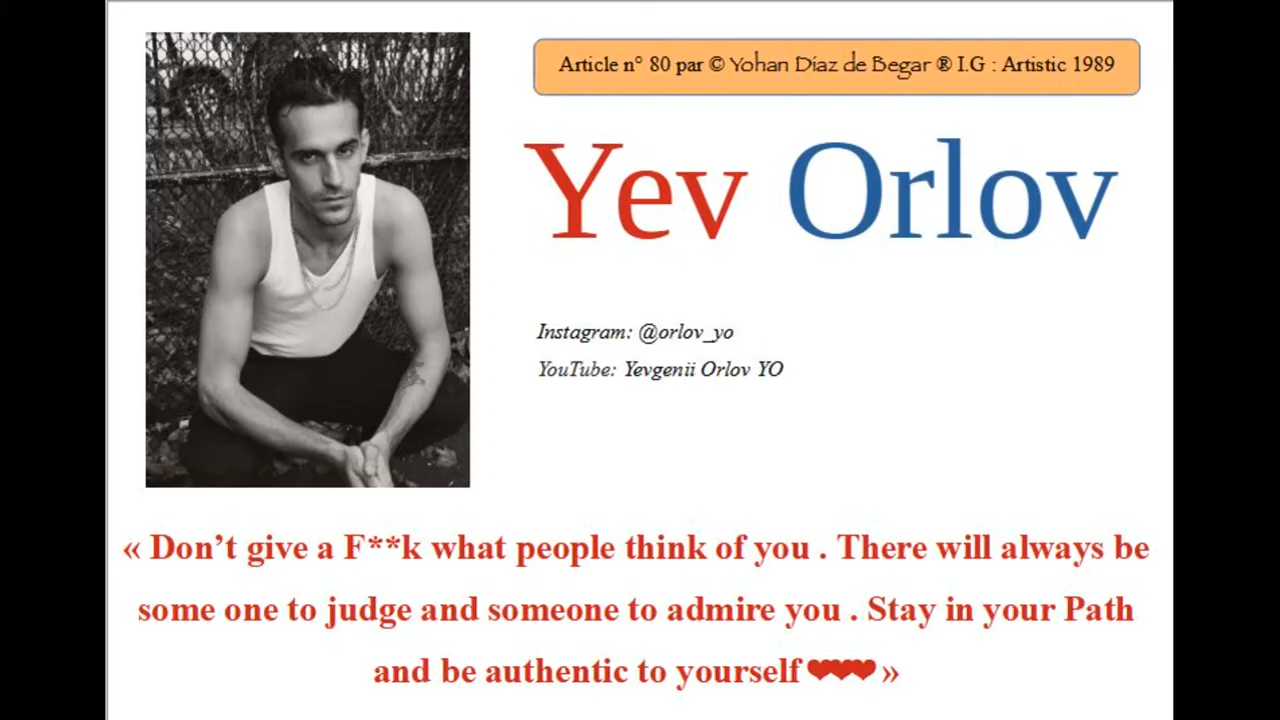 Article n° 80 par © Yohan Díaz de Begar ® I.G : Artistic 1989
Yev Orlov
Instagram: @orlov_yo
YouTube: Yevgenii Orlov YO
« Don’t give a F**k what people think of you . There will always be
some one to judge and someone to admire you . Stay in your Path
and be authentic to yourself ❤❤❤ »